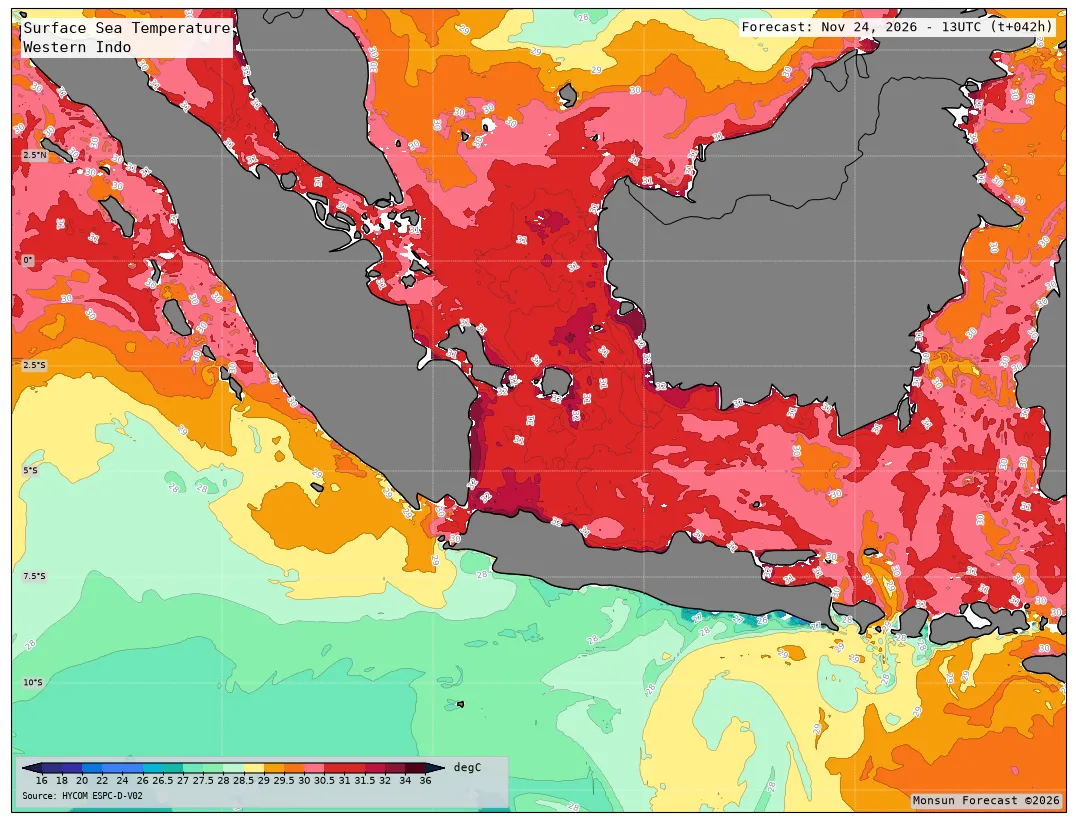 Surface Sea Temperature
Western Indo
Forecast: Nov 24, 2026 - 13UTC (t+042h)
2.5°N
0°
2.5°S
5°S
7.5°S
10°S
degC
16 18 20 22 24 26 26.5 27 27.5 28 28.5 29 29.5 30 30.5 31 31.5 32 34 36
Source: HYCOM ESPC-D-V02
Monsun Forecast ©2026